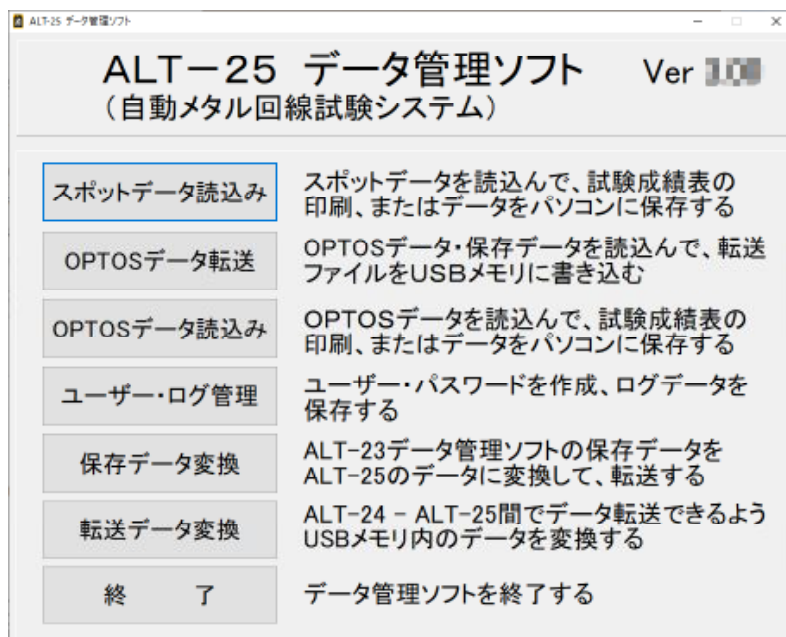 ALT-25 データ管理ソフト
ALT－25 データ管理ソフト Ver
（自動メタル回線試験システム）
スポットデータ読込み
スポットデータを読込んで、試験成績表の
印刷、またはデータをパソコンに保存する
OPTOSデータ転送
OPTOSデータ・保存データを読込んで、転送
ファイルをUSBメモリに書き込む
OPTOSデータ読込み
OPTOSデータを読込んで、試験成績表の
印刷、またはデータをパソコンに保存する
ユーザー・ログ管理
ユーザー・パスワードを作成、ログデータを
保存する
保存データ変換
ALT-23データ管理ソフトの保存データを
ALT-25のデータに変換して、転送する
転送データ変換
ALT-24 - ALT-25間でデータ転送できるよう
USBメモリ内のデータを変換する
終 了
データ管理ソフトを終了する